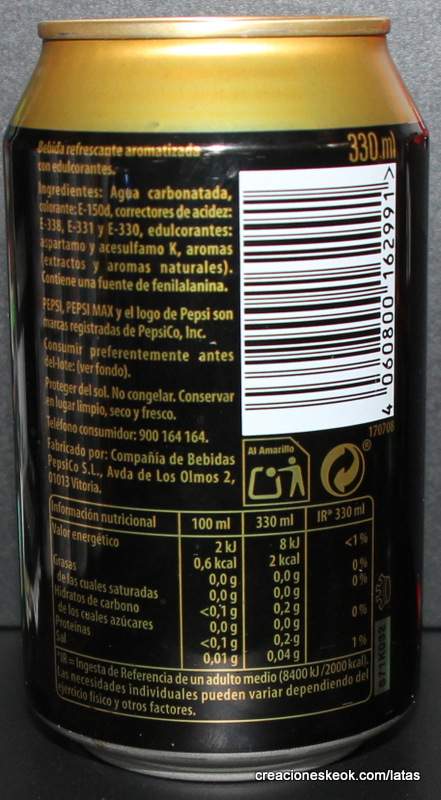 Bebida refrescante aromatizada
con edulcorantes.
330 ml
Ingredientes: Agua carbonatada,
colorante: E-150d, correctores de acidez:
E-338, E-331 y E-330, edulcorantes:
aspartamo y acesulfamo K, aromas
(extractos y aromas naturales).
Contiene una fuente de fenilalanina.
PEPSI, PEPSI MAX y el logo de Pepsi son
marcas registradas de PepsiCo, Inc.
Consumir preferentemente antes
del-lote: (ver fondo).
Proteger del sol. No congelar. Conservar
en lugar limpio, seco y fresco.
Teléfono consumidor: 900 164 164.
Fabricado por: Compañía de Bebidas
PepsiCo S.L., Avda de Los Olmos 2,
01013 Vitoria.
4 060800 162991 >
170708
Al Amarillo
®
Información nutricional 100 ml 330 ml IR* 330 ml
Valor energético 2 kJ 8 kJ <1%
0,6 kcal 2 kcal
Grasas 0,0 g 0,0 g 0%
de las cuales saturadas 0,0 g 0,0 g 0%
Hidratos de carbono <0,1 g 0,2 g
de los cuales azúcares 0,0 g 0,0 g 0%
Proteínas <0,1 g 0,2 g
Sal 0,01 g 0,04 g 1%
*IR = Ingesta de Referencia de un adulto medio (8400 kJ /2000 kcal).
Las necesidades individuales pueden variar dependiendo del
ejercicio físico y otros factores.
creacioneskeok.com/latas